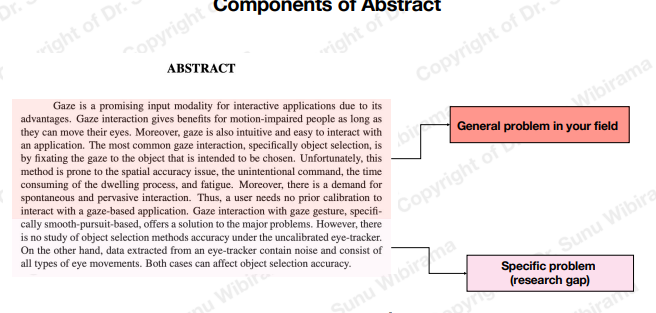 Components of Abstract
ABSTRACT
Gaze is a promising input modality for interactive applications due to its
advantages. Gaze interaction gives benefits for motion-impaired people as long as
they can move their eyes. Moreover, gaze is also intuitive and easy to interact with
an application. The most common gaze interaction, specifically object selection, is
by fixating the gaze to the object that is intended to be chosen. Unfortunately, this
method is prone to the spatial accuracy issue, the unintentional command, the time
consuming of the dwelling process, and fatigue. Moreover, there is a demand for
spontaneous and pervasive interaction. Thus, a user needs no prior calibration to
interact with a gaze-based application. Gaze interaction with gaze gesture, specifi-
cally smooth-pursuit-based, offers a solution to the major problems. However, there
is no study of object selection methods accuracy under the uncalibrated eye-tracker.
On the other hand, data extracted from an eye-tracker contain noise and consist of
all types of eye movements. Both cases can affect object selection accuracy.
General problem in your field
Specific problem
(research gap)
Copyright of Dr.
Copyright of
Wibirama
Sunu Wibirama